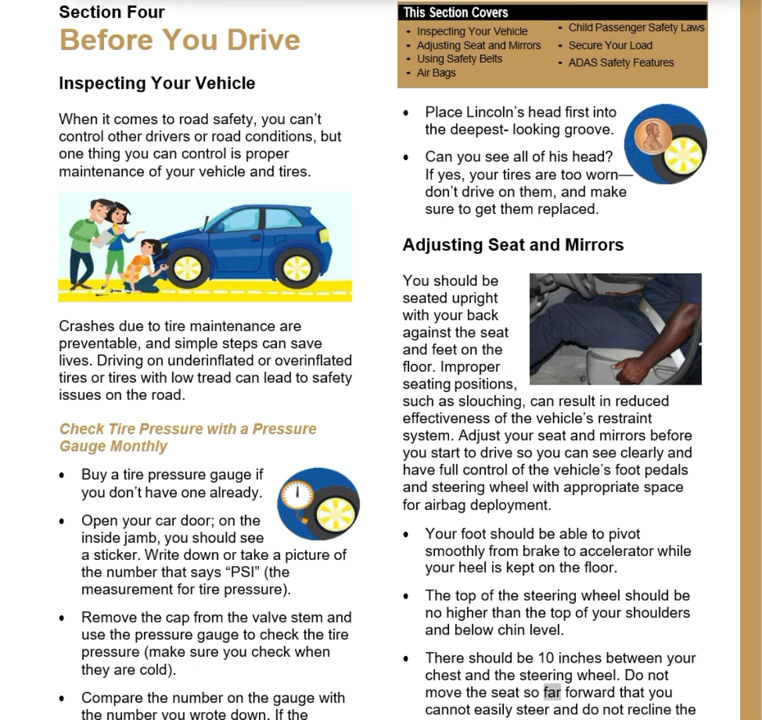 Section Four
Before You Drive
Inspecting Your Vehicle
When it comes to road safety, you can't
control other drivers or road conditions, but
one thing you can control is proper
maintenance of your vehicle and tires.
Crashes due to tire maintenance are
preventable, and simple steps can save
lives. Driving on underinflated or overinflated
tires or tires with low tread can lead to safety
issues on the road.
Check Tire Pressure with a Pressure
Gauge Monthly
• Buy a tire pressure gauge if
you don't have one already.
• Open your car door; on the
inside jamb, you should see
a sticker. Write down or take a picture of
the number that says “PSI” (the
measurement for tire pressure).
• Remove the cap from the valve stem and
use the pressure gauge to check the tire
pressure (make sure you check when
they are cold).
• Compare the number on the gauge with
the number you wrote down. If the
This Section Covers
• Inspecting Your Vehicle
• Adjusting Seat and Mirrors
• Using Safety Belts
• Air Bags
• Child Passenger Safety Laws
• Secure Your Load
• ADAS Safety Features
• Place Lincoln's head first into
the deepest- looking groove.
• Can you see all of his head?
If yes, your tires are too worn—
don't drive on them, and make
sure to get them replaced.
Adjusting Seat and Mirrors
You should be
seated upright
with your back
against the seat
and feet on the
floor. Improper
seating positions,
such as slouching, can result in reduced
effectiveness of the vehicle's restraint
system. Adjust your seat and mirrors before
you start to drive so you can see clearly and
have full control of the vehicle's foot pedals
and steering wheel with appropriate space
for airbag deployment.
• Your foot should be able to pivot
smoothly from brake to accelerator while
your heel is kept on the floor.
• The top of the steering wheel should be
no higher than the top of your shoulders
and below chin level.
• There should be 10 inches between your
chest and the steering wheel. Do not
move the seat so far forward that you
cannot easily steer and do not recline the